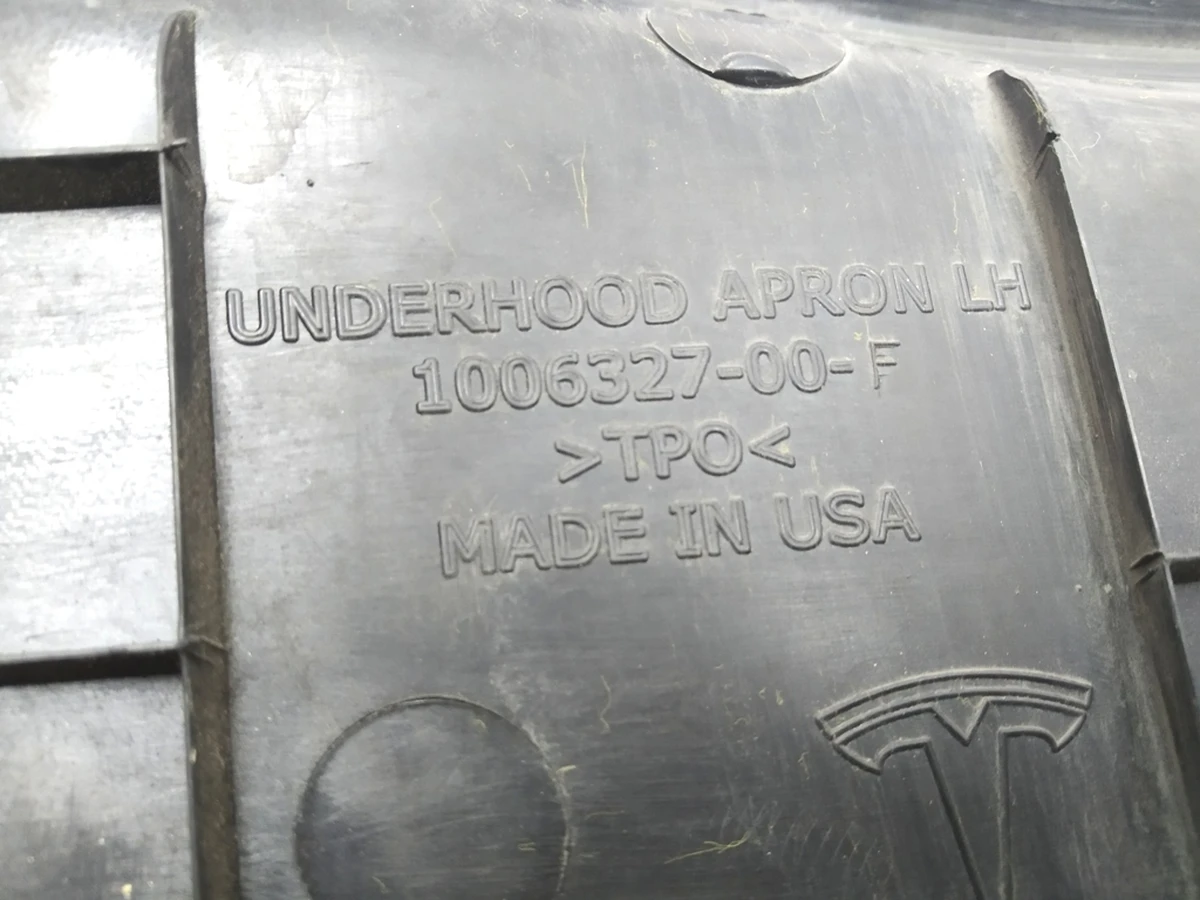 UNDERHOOD APRON LH
1006327-00-F
>TPO<
MADE IN USA